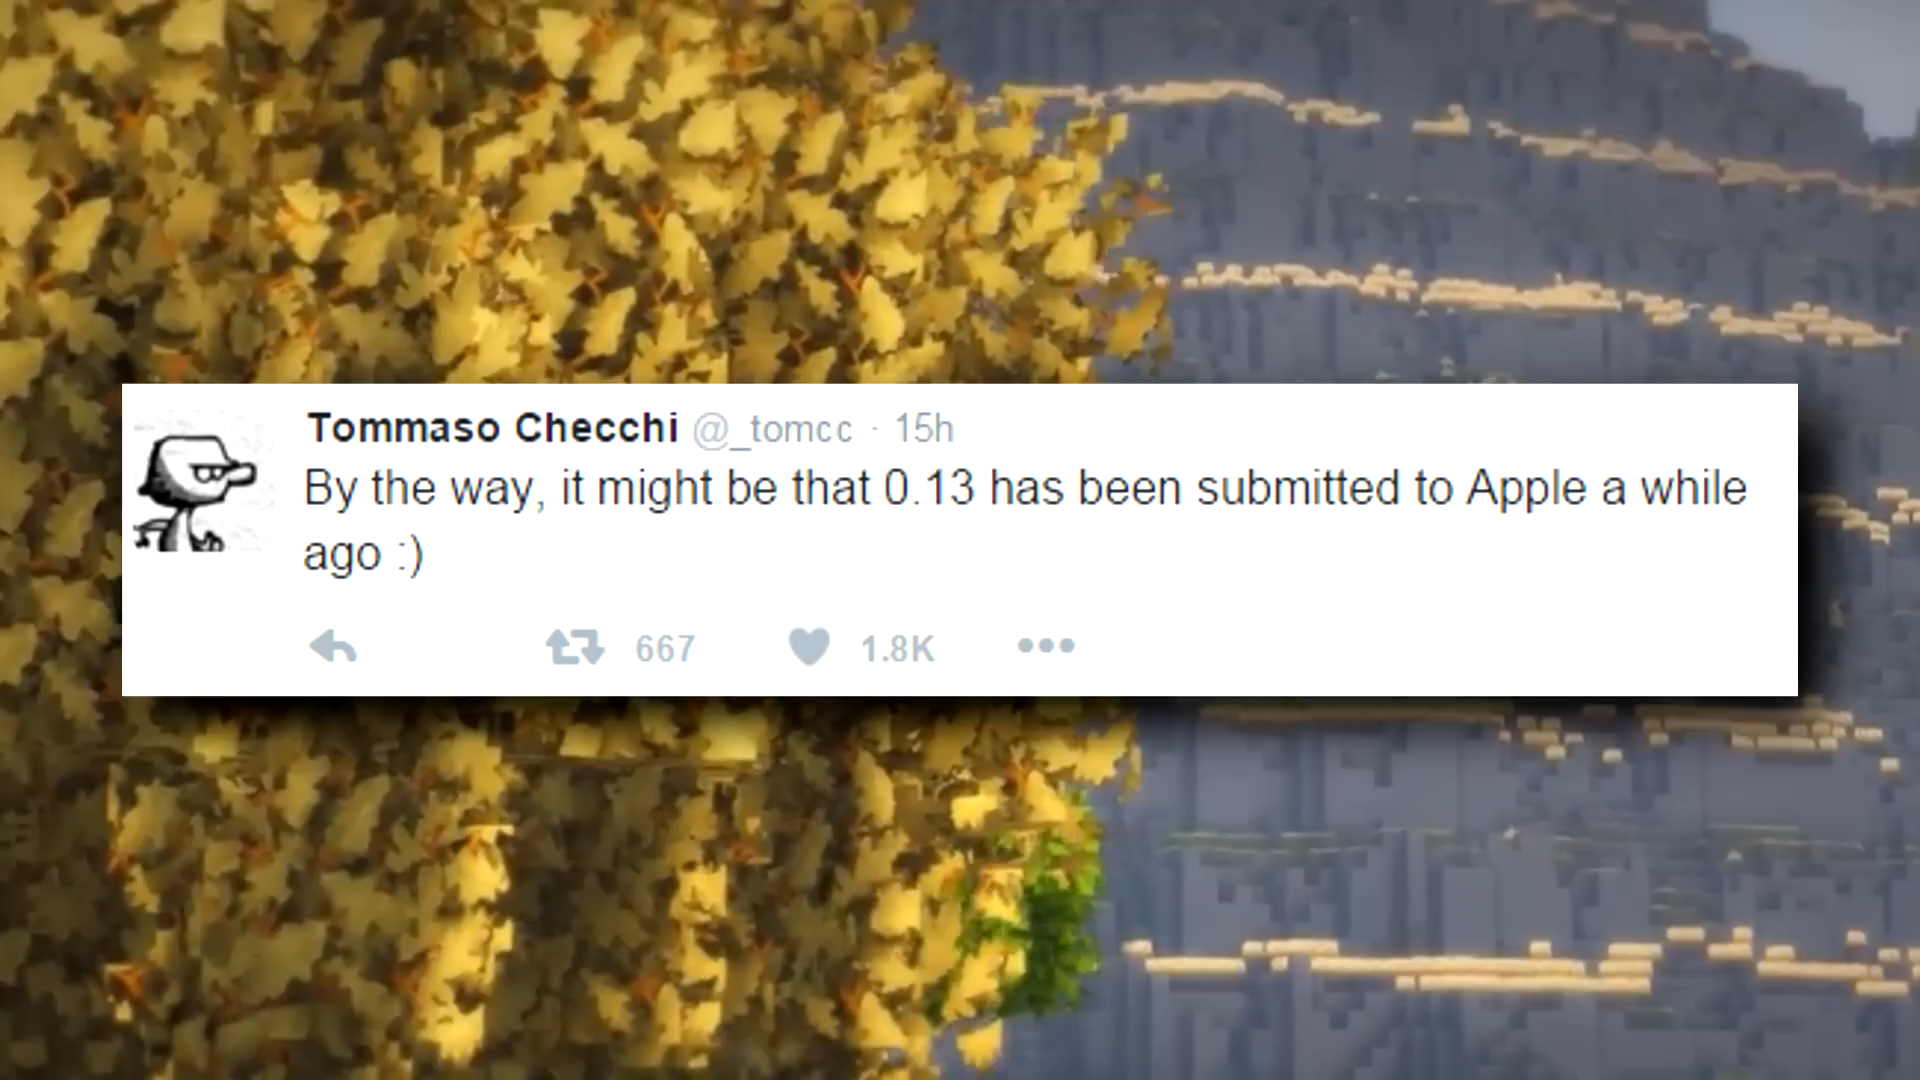 Tommaso Checchi @_tomcc · 15h
By the way, it might be that 0.13 has been submitted to Apple a while
ago :)
667 1.8K